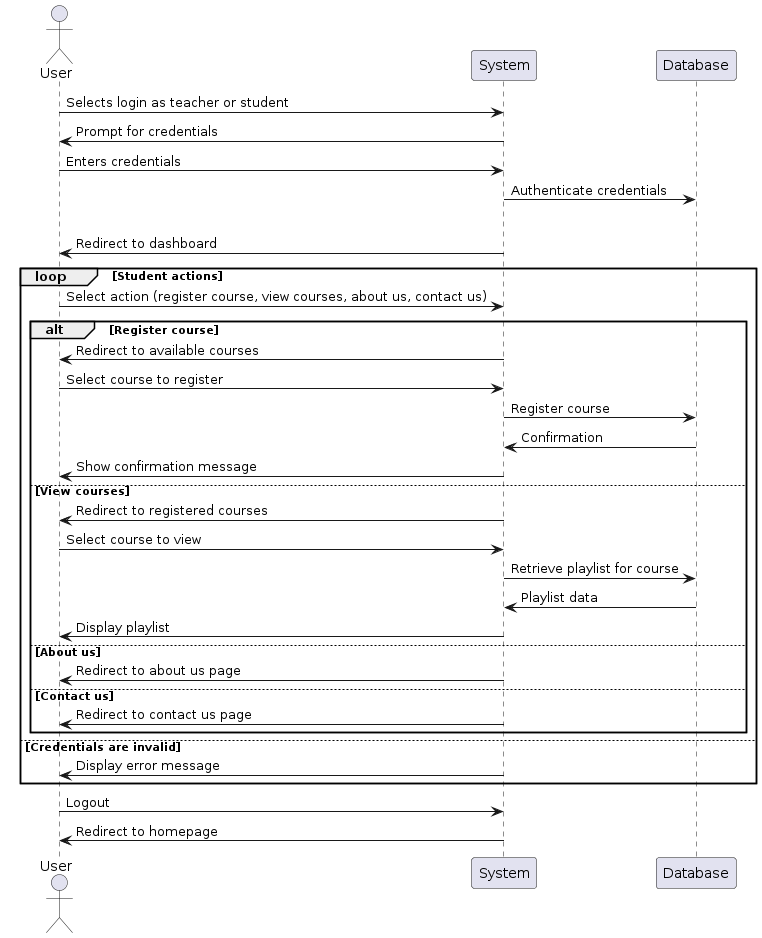 User
System
Database
Selects login as teacher or student
Prompt for credentials
Enters credentials
Authenticate credentials
Redirect to dashboard
loop [Student actions]
Select action (register course, view courses, about us, contact us)
alt [Register course]
Redirect to available courses
Select course to register
Register course
Confirmation
Show confirmation message
[View courses]
Redirect to registered courses
Select course to view
Retrieve playlist for course
Playlist data
Display playlist
[About us]
Redirect to about us page
[Contact us]
Redirect to contact us page
[Credentials are invalid]
Display error message
Logout
Redirect to homepage
User
System
Database